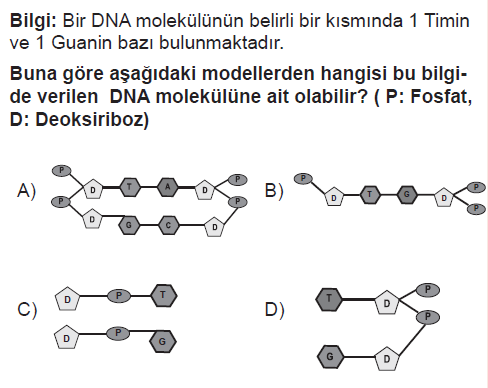 Bilgi: Bir DNA molekülünün belirli bir kısmında 1 Timin
ve 1 Guanin bazı bulunmaktadır.
Buna göre aşağıdaki modellerden hangisi bu bilgi-
de verilen DNA molekülüne ait olabilir? ( P: Fosfat,
D: Deoksiriboz)
A)
P
D T A D
P
P
D G C D
P
B)
P
D T G D
P
P
C)
D P T
D P G
D)
T D P
P
G D